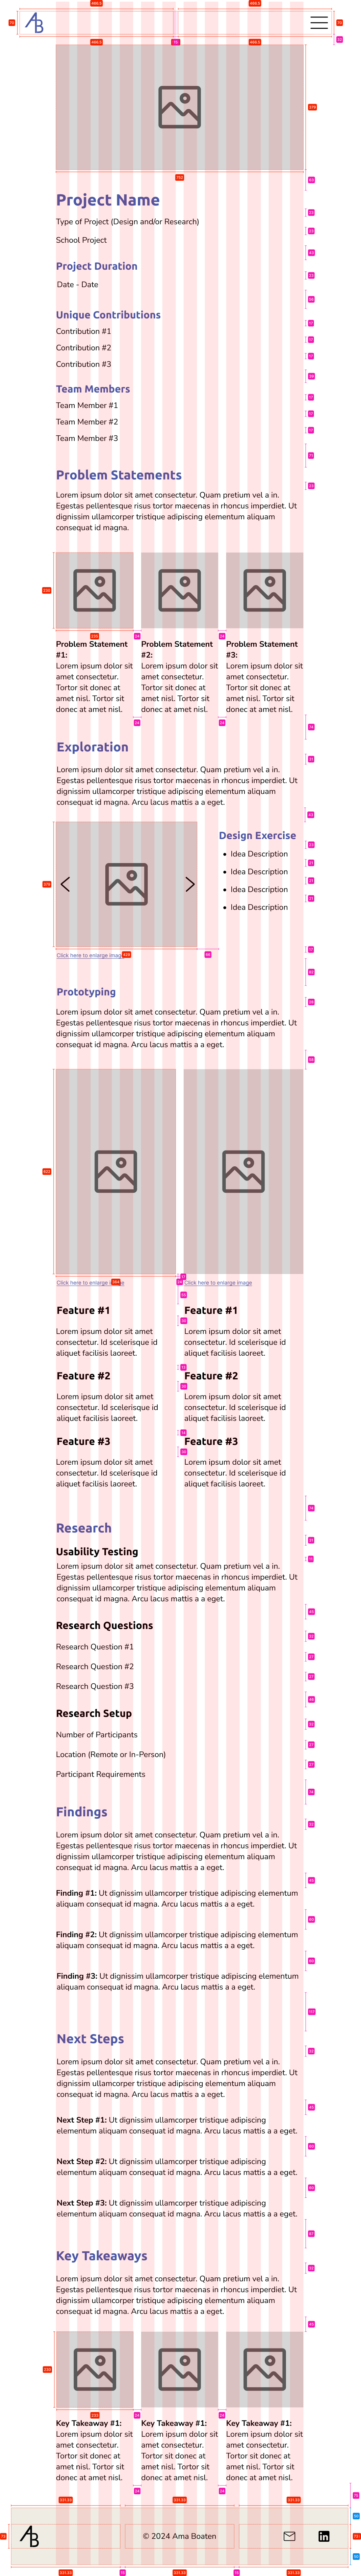 AB
Project Name
Type of Project (Design and/or Research)
School Project
Project Duration
Date - Date
Unique Contributions
Contribution #1
Contribution #2
Contribution #3
Team Members
Team Member #1
Team Member #2
Team Member #3
Problem Statements
Lorem ipsum dolor sit amet consectetur. Quam pretium vel a in.
Egestas pellentesque risus tortor maecenas in rhoncus imperdiet. Ut
dignissim ullamcorper tristique adipiscing elementum aliquam
consequat id magna.
Problem Statement
#1:
Lorem ipsum dolor sit
amet consectetur.
Tortor sit donec at
amet nisl. Tortor sit
donec at amet nisl.
Problem Statement
#2:
Lorem ipsum dolor sit
amet consectetur.
Tortor sit donec at
amet nisl. Tortor sit
donec at amet nisl.
Problem Statement
#3:
Lorem ipsum dolor sit
amet consectetur.
Tortor sit donec at
amet nisl. Tortor sit
donec at amet nisl.
Exploration
Lorem ipsum dolor sit amet consectetur. Quam pretium vel a in.
Egestas pellentesque risus tortor maecenas in rhoncus imperdiet. Ut
dignissim ullamcorper tristique adipiscing elementum aliquam
consequat id magna. Arcu lacus mattis a a eget.
Design Exercise
• Idea Description
• Idea Description
• Idea Description
• Idea Description
Click here to enlarge image
Prototyping
Lorem ipsum dolor sit amet consectetur. Quam pretium vel a in.
Egestas pellentesque risus tortor maecenas in rhoncus imperdiet. Ut
dignissim ullamcorper tristique adipiscing elementum aliquam
consequat id magna. Arcu lacus mattis a a eget.
Click here to enlarge image
Click here to enlarge image
Feature #1
Lorem ipsum dolor sit amet
consectetur. Id scelerisque id
aliquet facilisis laoreet.
Feature #2
Lorem ipsum dolor sit amet
consectetur. Id scelerisque id
aliquet facilisis laoreet.
Feature #3
Lorem ipsum dolor sit amet
consectetur. Id scelerisque id
aliquet facilisis laoreet.
Feature #1
Lorem ipsum dolor sit amet
consectetur. Id scelerisque id
aliquet facilisis laoreet.
Feature #2
Lorem ipsum dolor sit amet
consectetur. Id scelerisque id
aliquet facilisis laoreet.
Feature #3
Lorem ipsum dolor sit amet
consectetur. Id scelerisque id
aliquet facilisis laoreet.
Research
Usability Testing
Lorem ipsum dolor sit amet consectetur. Quam pretium vel a in.
Egestas pellentesque risus tortor maecenas in rhoncus imperdiet. Ut
dignissim ullamcorper tristique adipiscing elementum aliquam
consequat id magna. Arcu lacus mattis a a eget.
Research Questions
Research Question #1
Research Question #2
Research Question #3
Research Setup
Number of Participants
Location (Remote or In-Person)
Participant Requirements
Findings
Lorem ipsum dolor sit amet consectetur. Quam pretium vel a in.
Egestas pellentesque risus tortor maecenas in rhoncus imperdiet. Ut
dignissim ullamcorper tristique adipiscing elementum aliquam
consequat id magna. Arcu lacus mattis a a eget.
Finding #1: Ut dignissim ullamcorper tristique adipiscing elementum
aliquam consequat id magna. Arcu lacus mattis a a eget.
Finding #2: Ut dignissim ullamcorper tristique adipiscing elementum
aliquam consequat id magna. Arcu lacus mattis a a eget.
Finding #3: Ut dignissim ullamcorper tristique adipiscing elementum
aliquam consequat id magna. Arcu lacus mattis a a eget.
Next Steps
Lorem ipsum dolor sit amet consectetur. Quam pretium vel a in.
Egestas pellentesque risus tortor maecenas in rhoncus imperdiet. Ut
dignissim ullamcorper tristique adipiscing elementum aliquam
consequat id magna. Arcu lacus mattis a a eget.
Next Step #1: Ut dignissim ullamcorper tristique adipiscing
elementum aliquam consequat id magna. Arcu lacus mattis a a eget.
Next Step #2: Ut dignissim ullamcorper tristique adipiscing
elementum aliquam consequat id magna. Arcu lacus mattis a a eget.
Next Step #3: Ut dignissim ullamcorper tristique adipiscing
elementum aliquam consequat id magna. Arcu lacus mattis a a eget.
Key Takeaways
Lorem ipsum dolor sit amet consectetur. Quam pretium vel a in.
Egestas pellentesque risus tortor maecenas in rhoncus imperdiet. Ut
dignissim ullamcorper tristique adipiscing elementum aliquam
consequat id magna. Arcu lacus mattis a a eget.
Key Takeaway #1:
Lorem ipsum dolor sit
amet consectetur.
Tortor sit donec at
amet nisl. Tortor sit
donec at amet nisl.
Key Takeaway #1:
Lorem ipsum dolor sit
amet consectetur.
Tortor sit donec at
amet nisl. Tortor sit
donec at amet nisl.
Key Takeaway #1:
Lorem ipsum dolor sit
amet consectetur.
Tortor sit donec at
amet nisl. Tortor sit
donec at amet nisl.
AB
© 2024 Ama Boaten
in